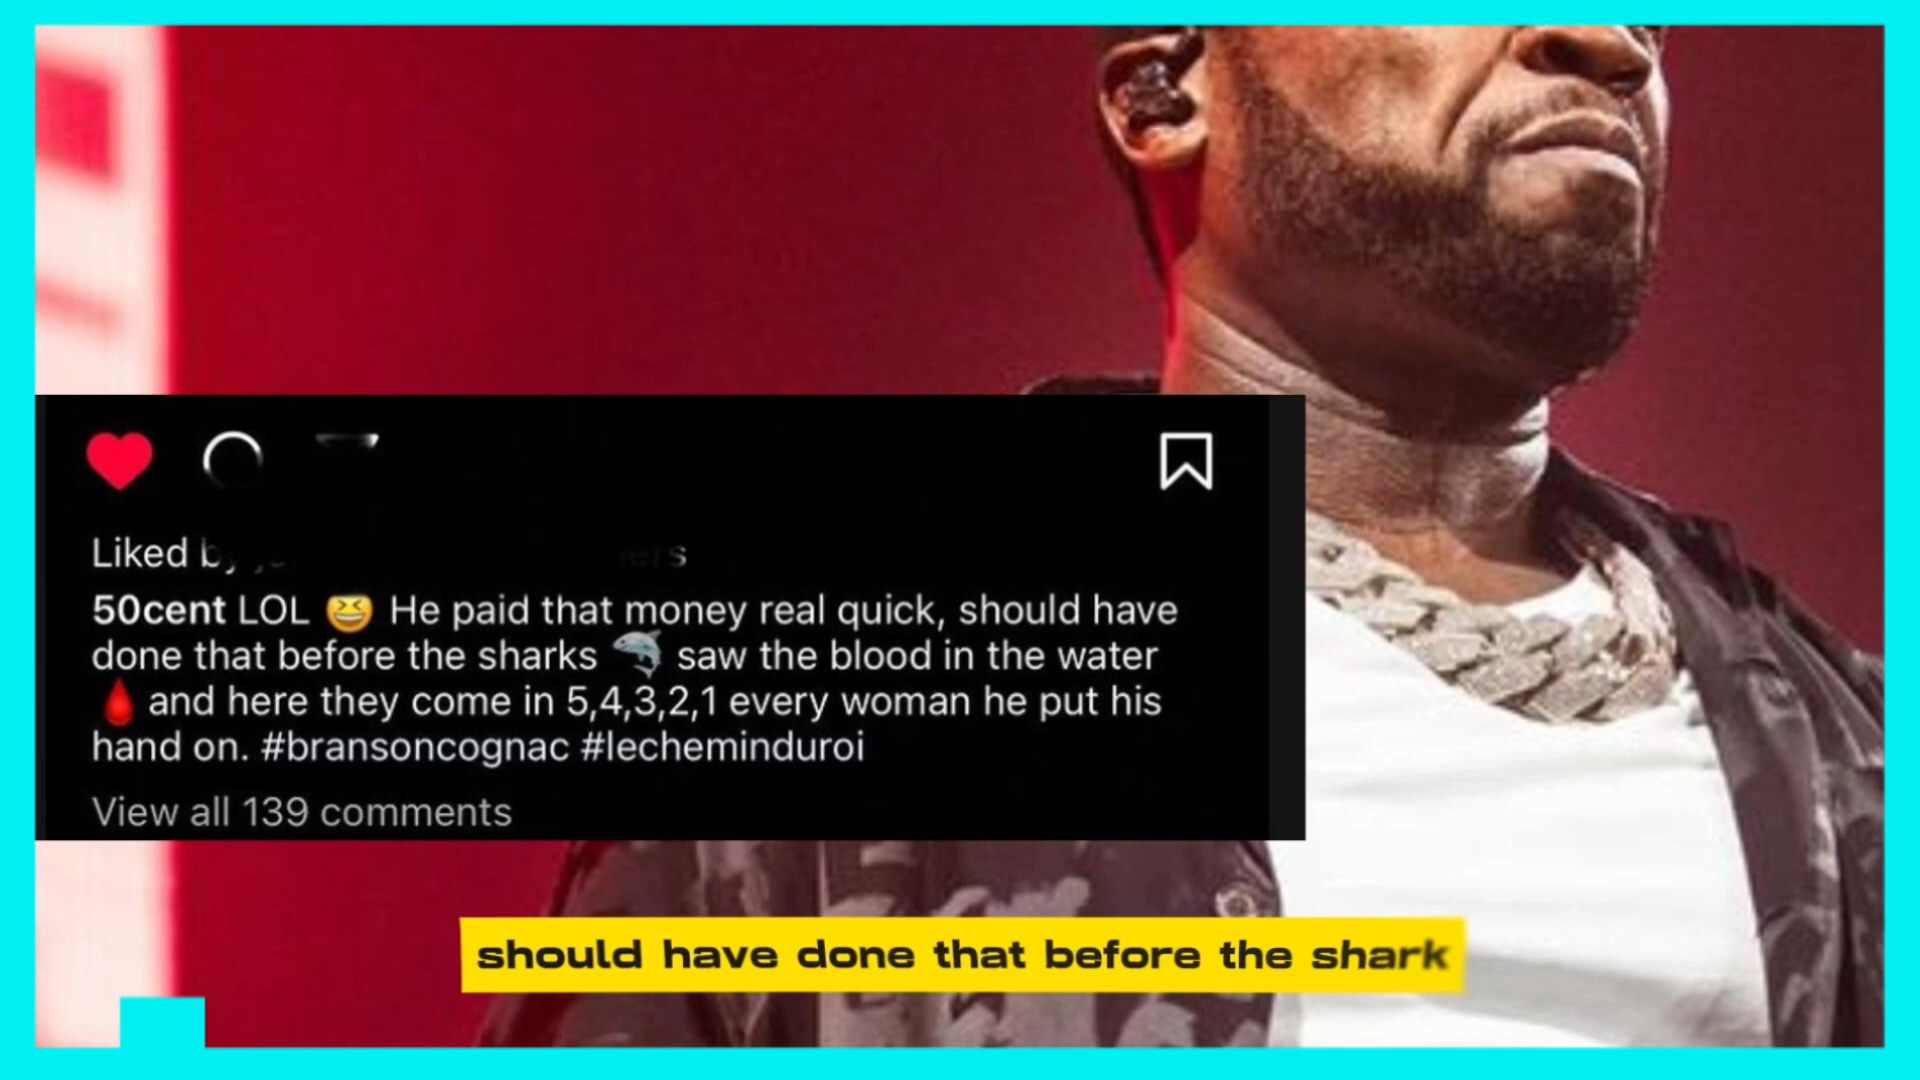 Liked
50cent LOL 😆 He paid that money real quick, should have
done that before the sharks 🦈 saw the blood in the water
🩸 and here they come in 5,4,3,2,1 every woman he put his
hand on. #bransoncognac #lecheminduroi
View all 139 comments
should have done that before the shark